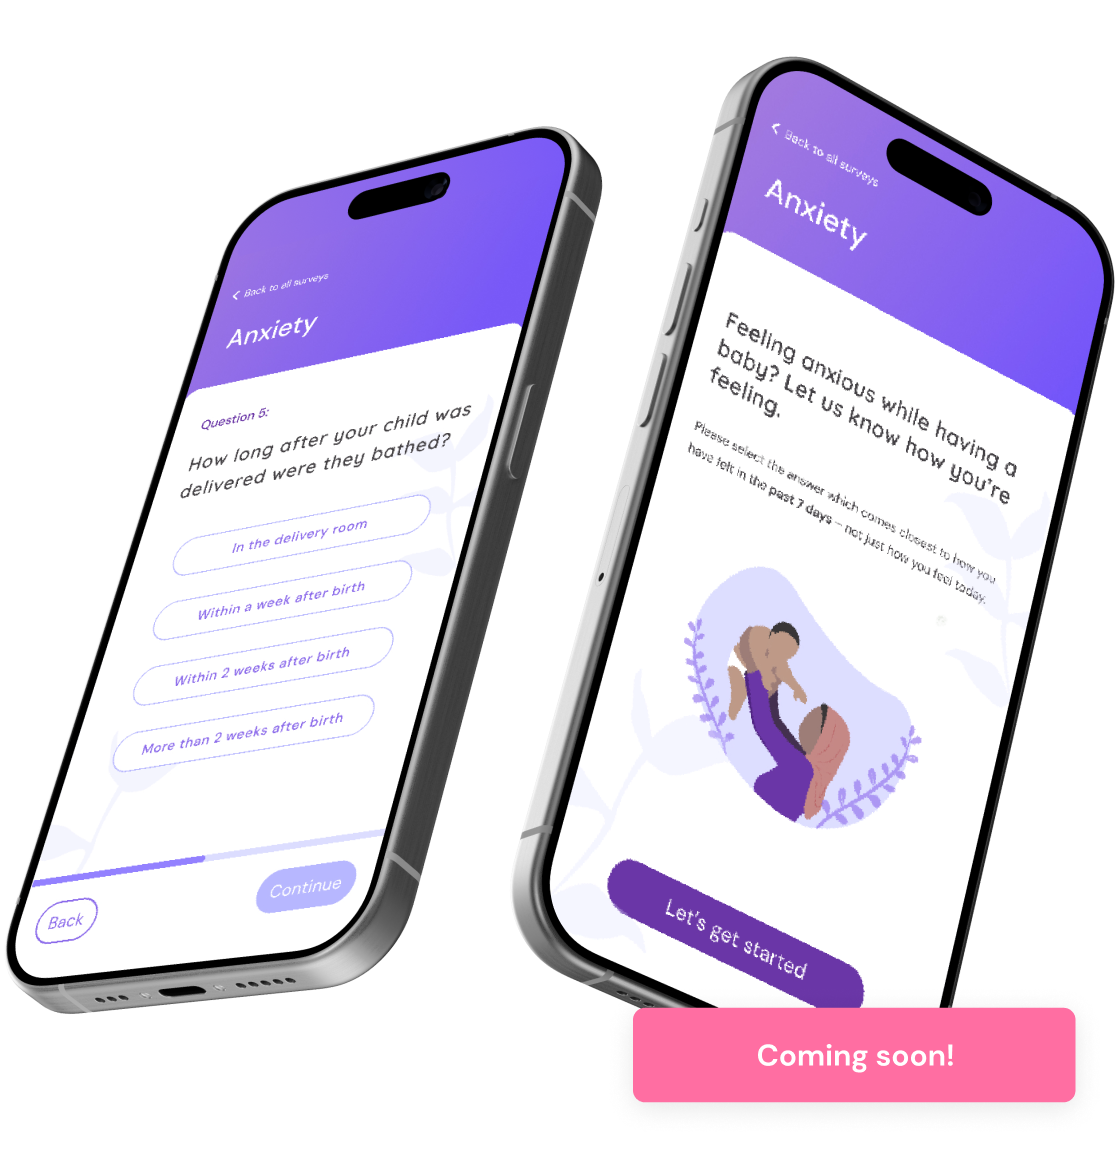 Back to all surveys
Anxiety
Question 5:
How long after your child was
delivered were they bathed?
In the delivery room
Within a week after birth
Within 2 weeks after birth
More than 2 weeks after birth
Back
Continue
Back to all surveys
Anxiety
Feeling anxious while having a
baby? Let us know how you're
feeling.
Please select the answer which comes closest to how you
have felt in the past 7 days – not just how you feel today.
Let's get started
Coming soon!